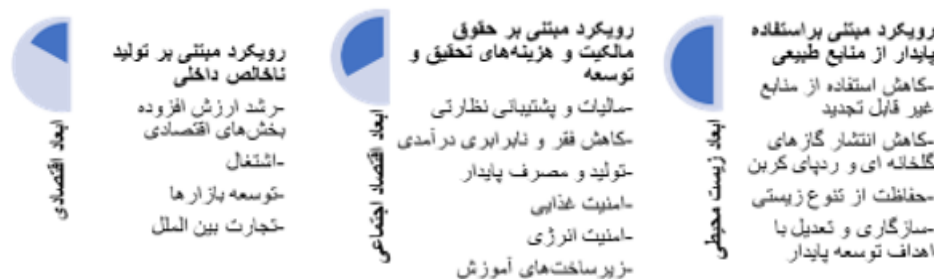 رویکرد مبتنی براستفاده
پایدار از منابع طبیعی
-کاهش استفاده از منابع
غیر قابل تجدید
-کاهش انتشار گازهای
گلخانه ای و ردپای کربن
-حفاظت از تنوع زیستی
-سازگاری و تعدیل با
اهداف توسعه پایدار
ابعاد زیست محیطی
رویکرد مبتنی بر حقوق
مالکیت و هزینه‌های تحقیق و
توسعه
-مالیات و پشتیبانی نظارتی
-کاهش فقر و نابرابری درآمدی
-تولید و مصرف پایدار
-امنیت غذایی
-امنیت انرژی
-زیرساخت‌های آموزش
ابعاد اقتصاد اجتماعی
رویکرد مبتنی بر تولید
ناخالص داخلی
-رشد ارزش افزوده
بخش‌های اقتصادی
-اشتغال
-توسعه بازارها
-تجارت بین الملل
ابعاد اقتصادی